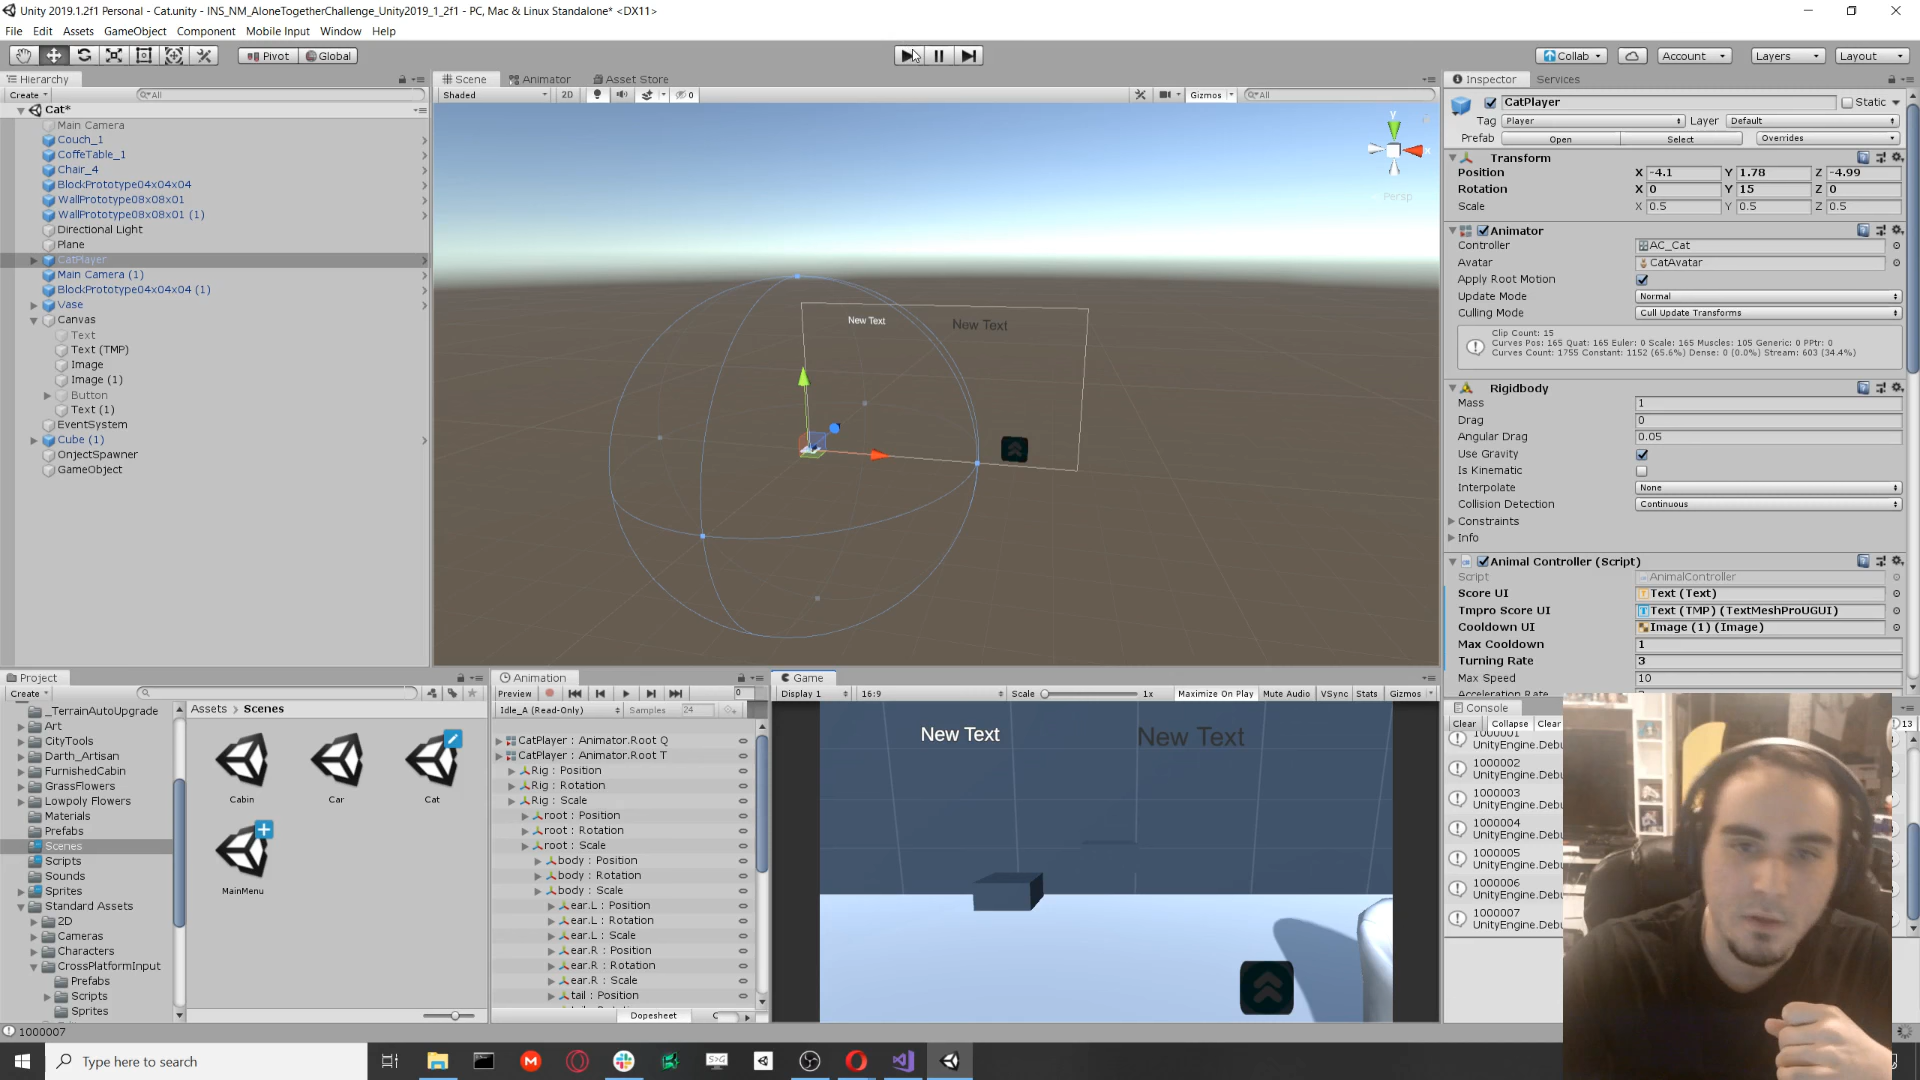 Unity 2019.1.2f1 Personal - Cat.unity - INS_NM_AloneTogetherChallenge_Unity2019_1_2f1 - PC, Mac & Linux Standalone* <DX11>
File Edit Assets GameObject Component Mobile Input Window Help
Pivot Global
Collab Account Layers Layout
Hierarchy
Create All
Cat*
Main Camera
Couch_1
CoffeTable_1
Chair_4
BlockPrototype04x04x04
WallPrototype08x08x01
WallPrototype08x08x01 (1)
Directional Light
Plane
CatPlayer
Main Camera (1)
BlockPrototype04x04x04 (1)
Vase
Canvas
Text
Text (TMP)
Image
Image (1)
Button
Text (1)
EventSystem
Cube (1)
OnjectSpawner
GameObject
Scene Animator Asset Store
Shaded 2D 0 Gizmos All
Y
X
Persp
New Text
New Text
Inspector Services
CatPlayer Static
Tag Player Layer Default
Prefab Open Select Overrides
Transform
Position X -4.1 Y 1.78 Z -4.99
Rotation X 0 Y 15 Z 0
Scale X 0.5 Y 0.5 Z 0.5
Animator
Controller AC_Cat
Avatar CatAvatar
Apply Root Motion
Update Mode Normal
Culling Mode Cull Update Transforms
Clip Count: 15
Curves Pos: 165 Quat: 165 Euler: 0 Scale: 165 Muscles: 105 Generic: 0 PPtr: 0
Curves Count: 1755 Constant: 1152 (65.6%) Dense: 0 (0.0%) Stream: 603 (34.4%)
Rigidbody
Mass 1
Drag 0
Angular Drag 0.05
Use Gravity
Is Kinematic
Interpolate None
Collision Detection Continuous
Constraints
Info
Animal Controller (Script)
Script AnimalController
Score UI Text (Text)
Tmpro Score UI Text (TMP) (TextMeshProUGUI)
Cooldown UI Image (1) (Image)
Max Cooldown 1
Turning Rate 3
Max Speed 10
Project
Create
_TerrainAutoUpgrade
Art
CityTools
Darth_Artisan
FurnishedCabin
GrassFlowers
Lowpoly Flowers
Materials
Prefabs
Scenes
Scripts
Sounds
Sprites
Standard Assets
2D
Cameras
Characters
CrossPlatformInput
Prefabs
Scripts
Sprites
Assets Scenes
Cabin
Car
Cat
MainMenu
Animation
Preview 0
Idle_A (Read-Only) Samples 24
CatPlayer : Animator.Root Q
CatPlayer : Animator.Root T
Rig : Position
Rig : Rotation
Rig : Scale
root : Position
root : Rotation
root : Scale
body : Position
body : Rotation
body : Scale
ear.L : Position
ear.L : Rotation
ear.L : Scale
ear.R : Position
ear.R : Rotation
ear.R : Scale
tail : Position
Dopesheet C
Game
Display 1 16:9 Scale 1x Maximize On Play Mute Audio VSync Stats Gizmos
New Text
New Text
Console
Clear Collapse Clear 13
1000001
UnityEngine.Debu
1000002
UnityEngine.Debu
1000003
UnityEngine.Debu
1000004
UnityEngine.Debu
1000005
UnityEngine.Debu
1000006
UnityEngine.Debu
1000007
UnityEngine.Debu
1000007
Type here to search